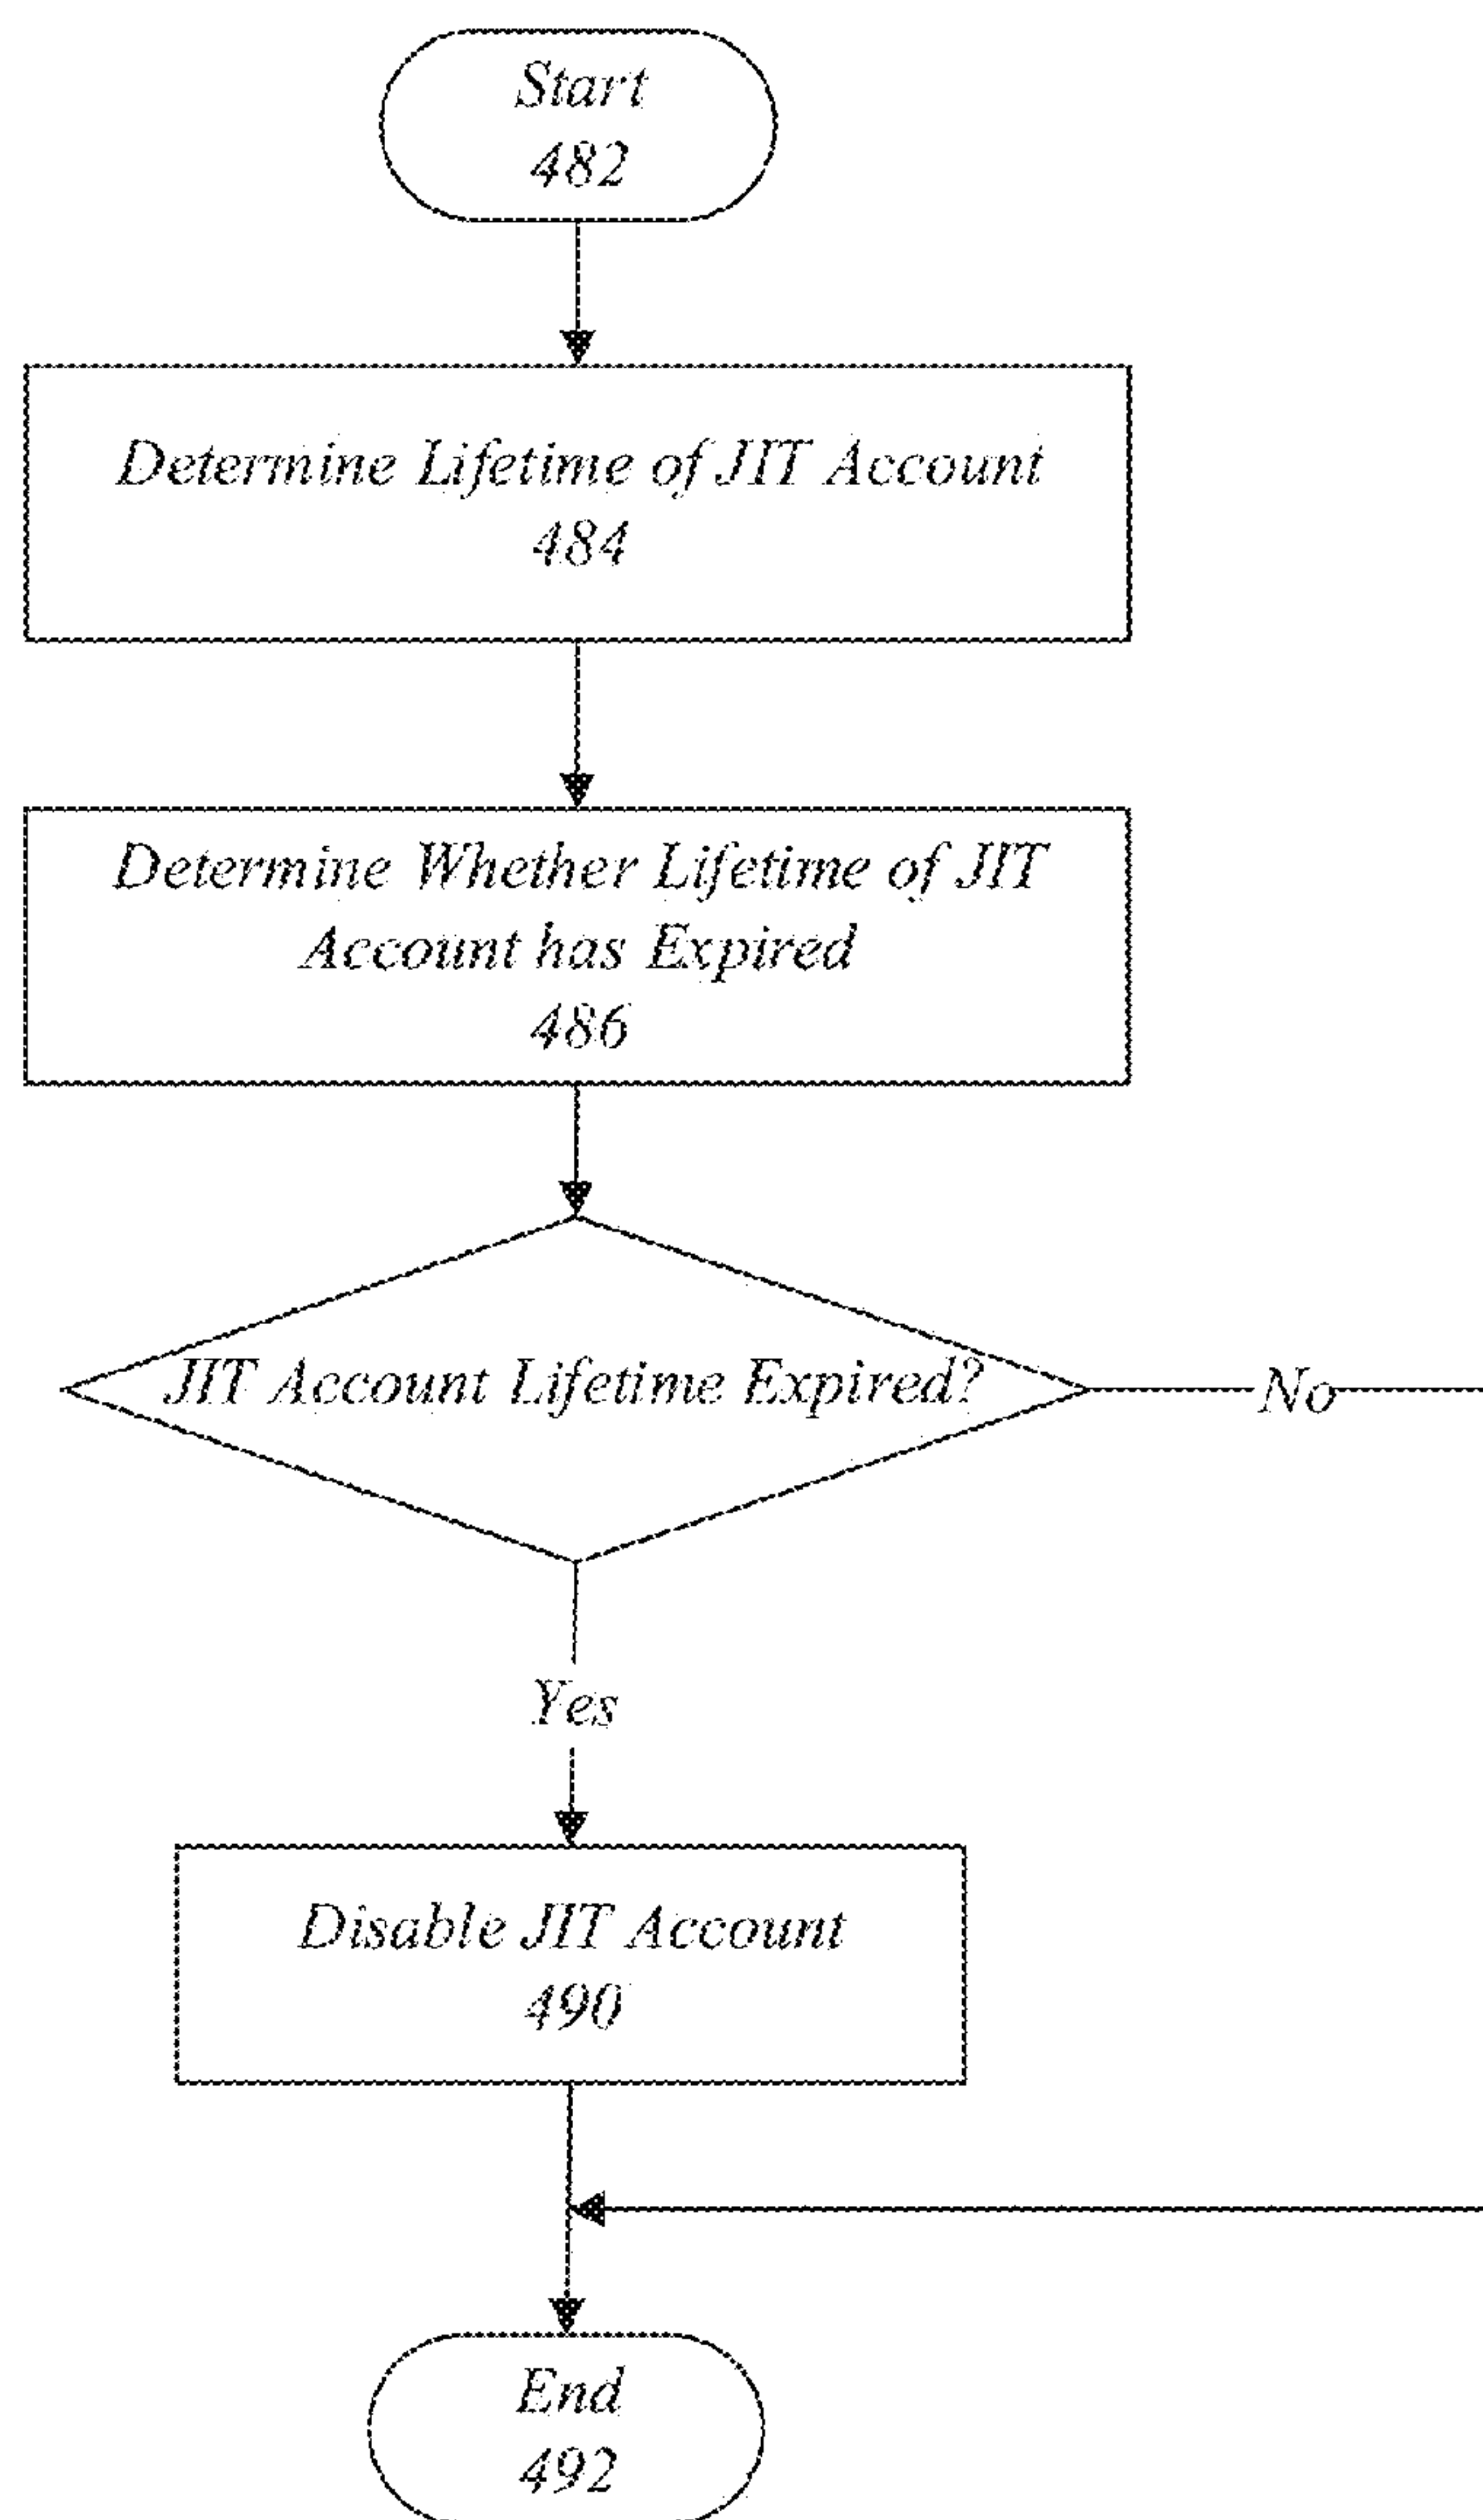 Start
482
Determine Lifetime of JIT Account
484
Determine Whether Lifetime of JIT
Account has Expired
486
JIT Account Lifetime Expired?
No
Yes
Disable JIT Account
490
End
492